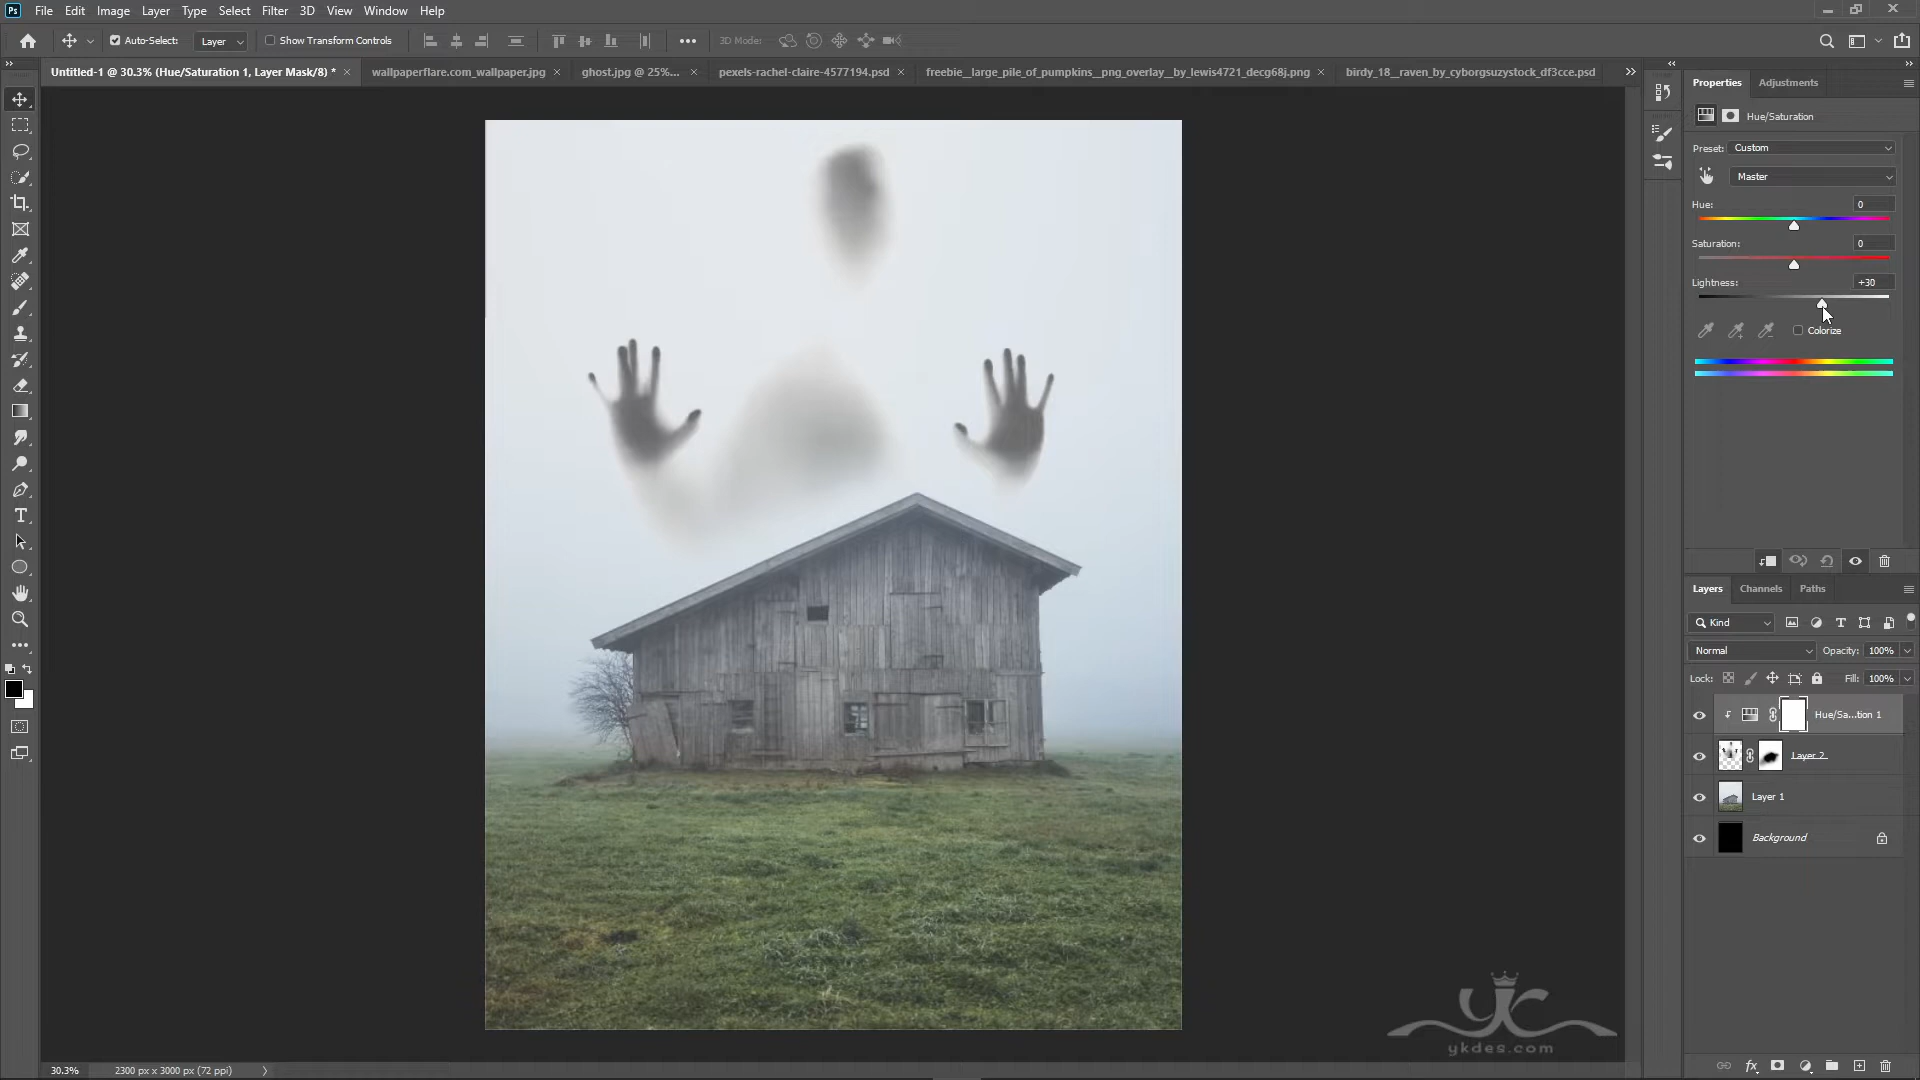 Ps File Edit Image Layer Type Select Filter 3D View Window Help
Auto-Select: Layer Show Transform Controls 3D Mode:
Untitled-1 @ 30.3% (Hue/Saturation 1, Layer Mask/8) * × wallpaperflare.com_wallpaper.jpg × ghost.jpg @ 25%... × pexels-rachel-claire-4577194.psd × freebie__large_pile_of_pumpkins__png_overlay__by_lewis4721_decg68j.png × birdy_18__raven_by_cyborgsuzystock_df3cce.psd
Properties Adjustments
Hue/Saturation
Preset: Custom
Master
Hue: 0
Saturation: 0
Lightness: +30
Colorize
Layers Channels Paths
Kind
Normal Opacity: 100%
Lock: Fill: 100%
Hue/Sa...tion 1
Layer 2
Layer 1
Background
yc
ykdes.com
30.3% 2300 px x 3000 px (72 ppi)